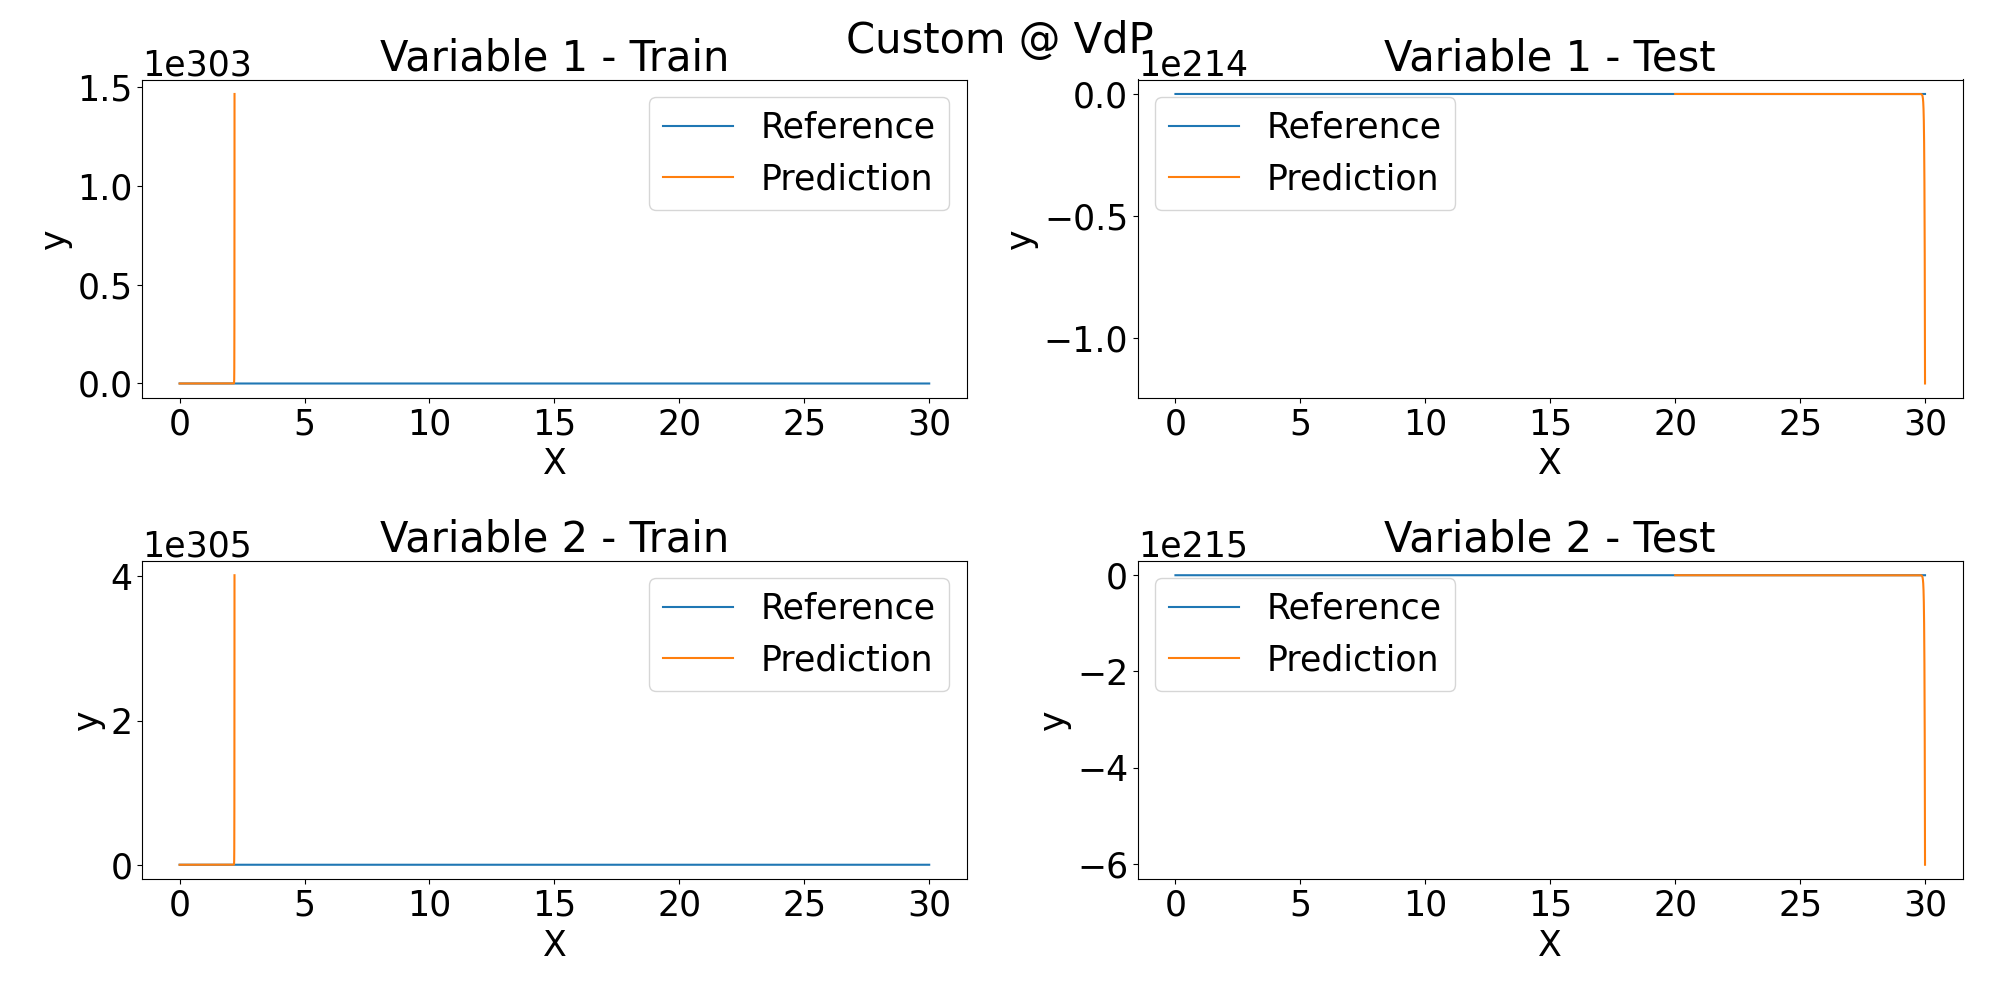 Custom @ VdP
Variable 1 - Train
1e303
1.5
1.0
0.5
0.0
y
Reference
Prediction
0 5 10 15 20 25 30
X
Variable 1 - Test
1e214
0.0
−0.5
−1.0
y
Reference
Prediction
0 5 10 15 20 25 30
X
Variable 2 - Train
1e305
4
2
0
y
Reference
Prediction
0 5 10 15 20 25 30
X
Variable 2 - Test
1e215
0
−2
−4
−6
y
Reference
Prediction
0 5 10 15 20 25 30
X